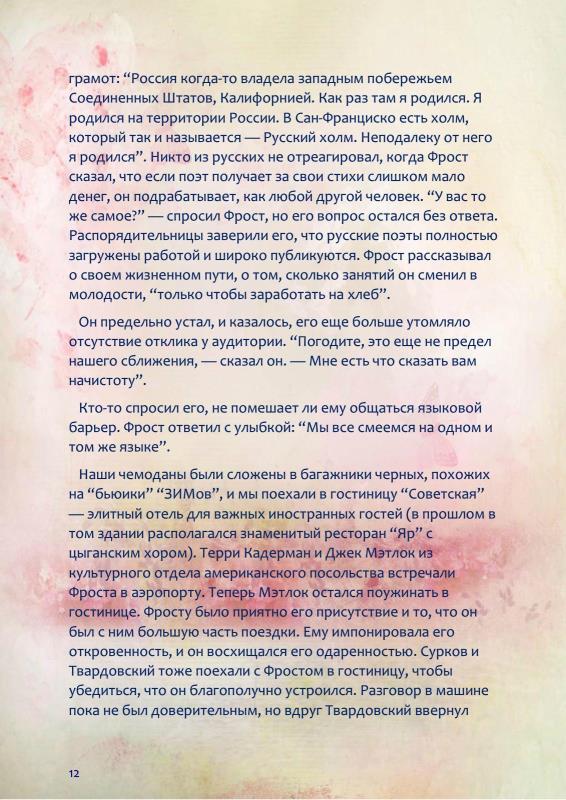 грамот: “Россия когда-то владела западным побережьем
Соединенных Штатов, Калифорнией. Как раз там я родился. Я
родился на территории России. В Сан-Франциско есть холм,
который так и называется — Русский холм. Неподалеку от него
я родился”. Никто из русских не отреагировал, когда Фрост
сказал, что если поэт получает за свои стихи слишком мало
денег, он подрабатывает, как любой другой человек. “У вас то
же самое?” — спросил Фрост, но его вопрос остался без ответа.
Распорядительницы заверили его, что русские поэты полностью
загружены работой и широко публикуются. Фрост рассказывал
о своем жизненном пути, о том, сколько занятий он сменил в
молодости, “только чтобы заработать на хлеб”.
Он предельно устал, и казалось, его еще больше утомляло
отсутствие отклика у аудитории. “Погодите, это еще не предел
нашего сближения, — сказал он. — Мне есть что сказать вам
начистоту”.
Кто-то спросил его, не помешает ли ему общаться языковой
барьер. Фрост ответил с улыбкой: “Мы все смеемся на одном и
том же языке”.
Наши чемоданы были сложены в багажники черных, похожих
на “бьюики” “ЗИМов”, и мы поехали в гостиницу “Советская”
— элитный отель для важных иностранных гостей (в прошлом в
том здании располагался знаменитый ресторан “Яр” с
цыганским хором). Терри Кадерман и Джек Мэтлок из
культурного отдела американского посольства встречали
Фроста в аэропорту. Теперь Мэтлок остался поужинать в
гостинице. Фросту было приятно его присутствие и то, что он
был с ним большую часть поездки. Ему импонировала его
откровенность, и он восхищался его одаренностью. Сурков и
Твардовский тоже поехали с Фростом в гостиницу, чтобы
убедиться, что он благополучно устроился. Разговор в машине
пока не был доверительным, но вдруг Твардовский ввернул
12